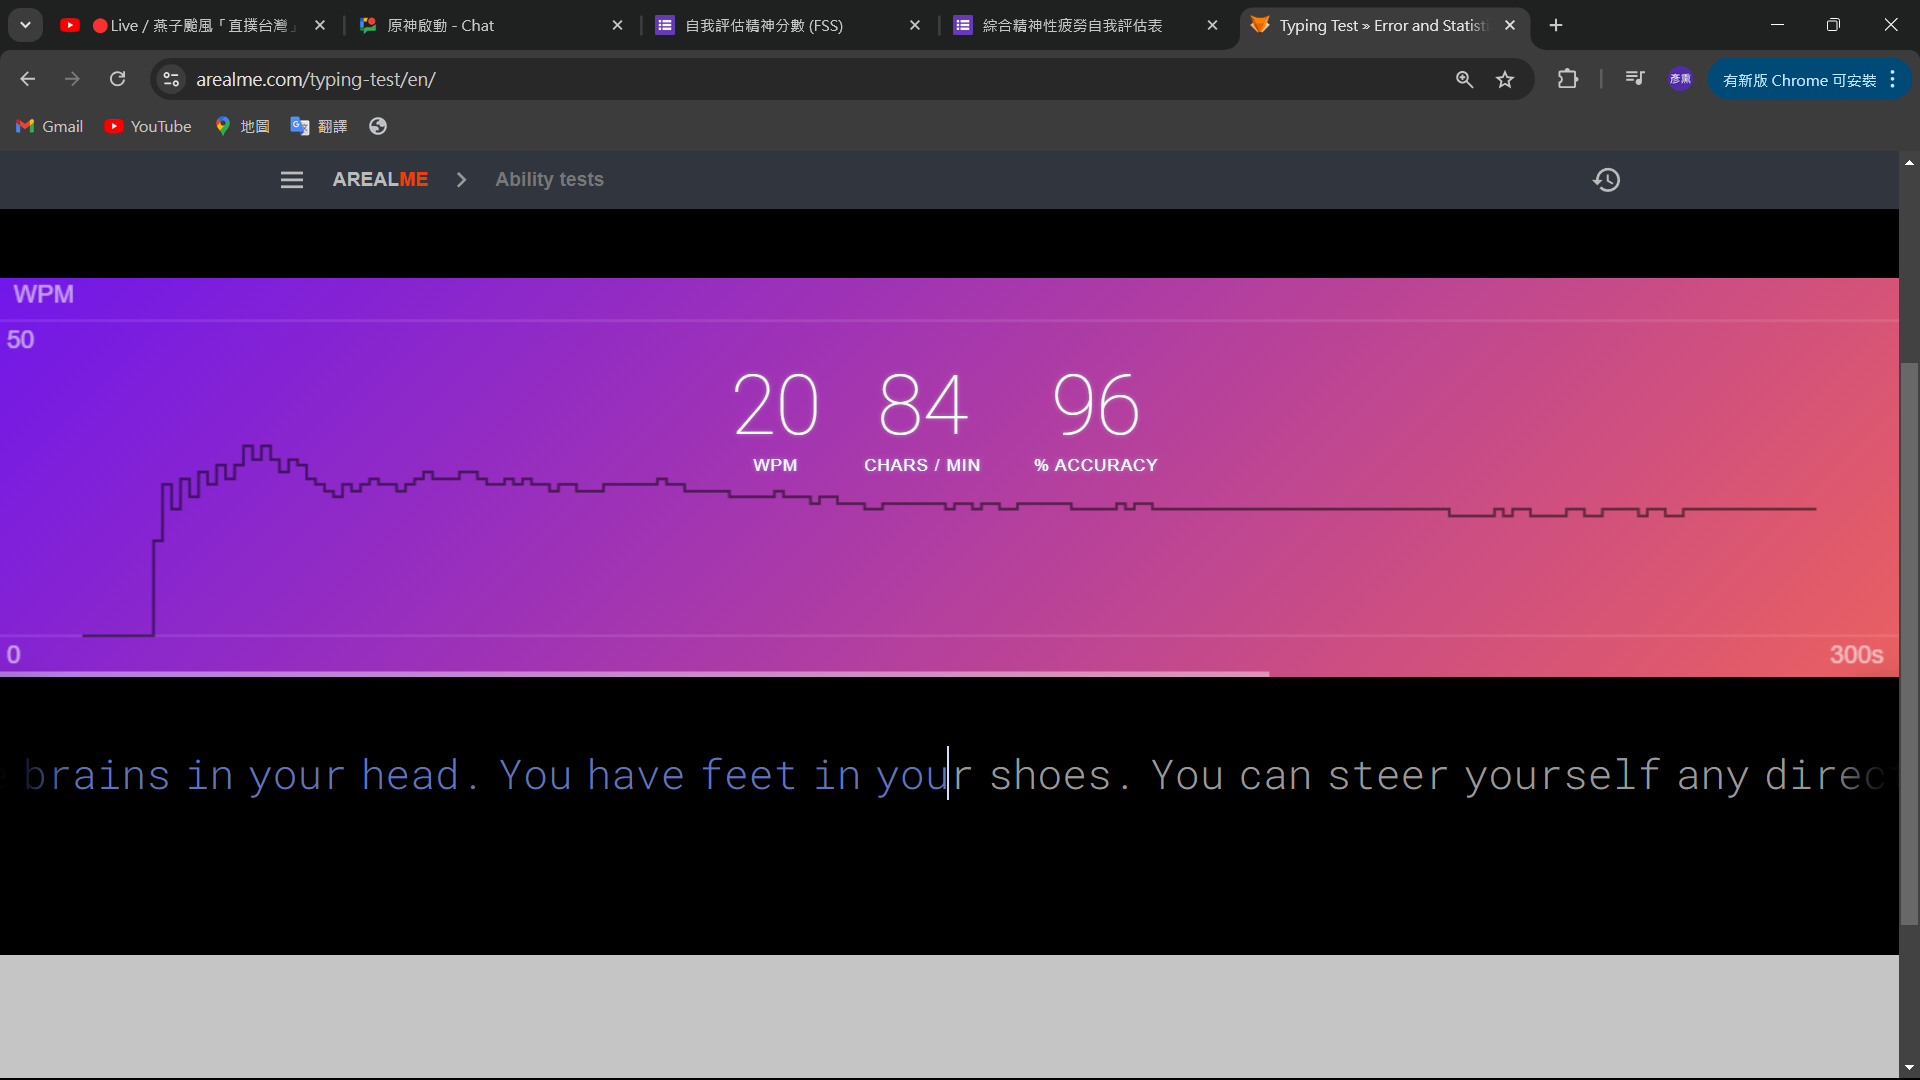 Live / 燕子颱風「直撲台灣」
原神啟動 - Chat
自我評估精神分數 (FSS)
綜合精神性疲勞自我評估表
Typing Test » Error and Statisti
arealme.com/typing-test/en/
彥熏
有新版 Chrome 可安裝
Gmail
YouTube
地圖
翻譯
AREALME
Ability tests
WPM
50
20 84 96
WPM CHARS / MIN % ACCURACY
0
300s
brains in your head. You have feet in your shoes. You can steer yourself any direc